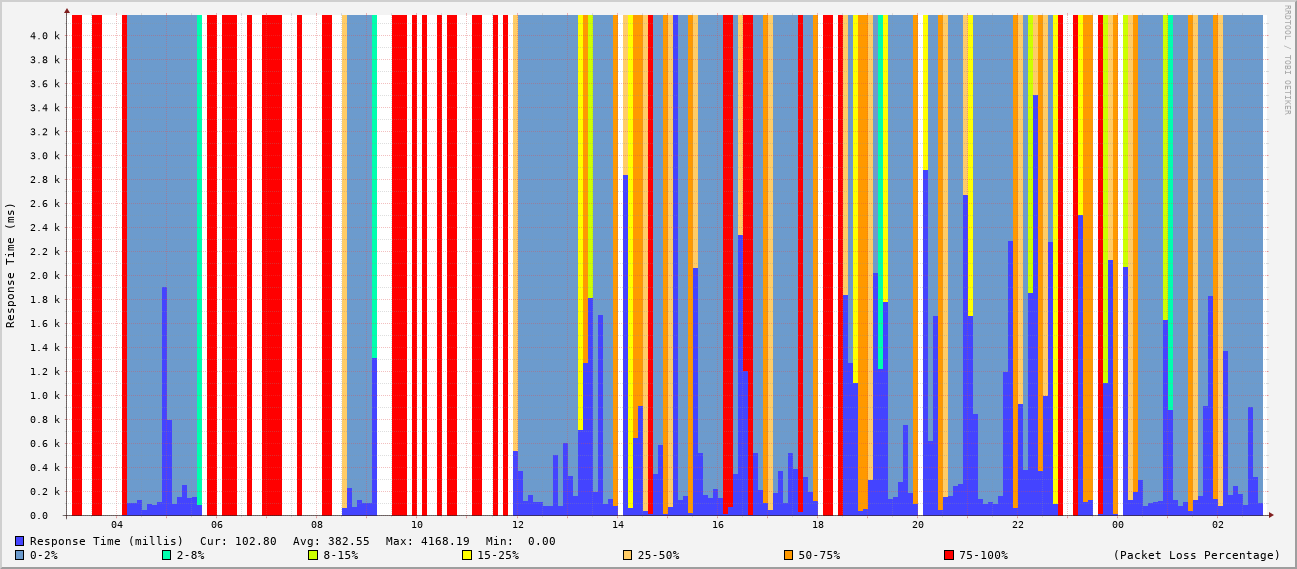 RRDTOOL / TOBI OETIKER
Response Time (ms)
4.0 k
3.8 k
3.6 k
3.4 k
3.2 k
3.0 k
2.8 k
2.6 k
2.4 k
2.2 k
2.0 k
1.8 k
1.6 k
1.4 k
1.2 k
1.0 k
0.8 k
0.6 k
0.4 k
0.2 k
0.0
04 06 08 10 12 14 16 18 20 22 00 02
Response Time (millis) Cur: 102.80 Avg: 382.55 Max: 4168.19 Min: 0.00
0-2% 2-8% 8-15% 15-25% 25-50% 50-75% 75-100% (Packet Loss Percentage)